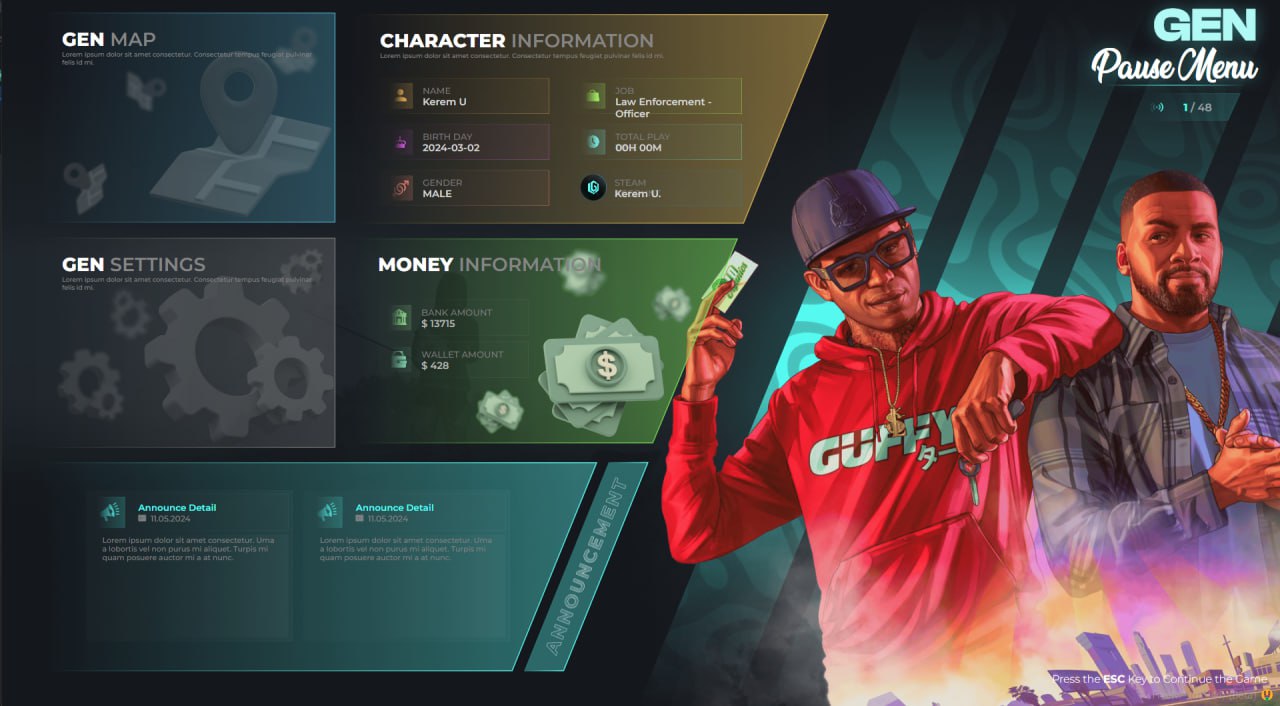 GEN
Pause Menu
1 / 48
GEN MAP
Lorem ipsum dolor sit amet consectetur. Consectetur tempus feugiat pulvinar
felis id mi.
CHARACTER INFORMATION
Lorem ipsum dolor sit amet consectetur. Consectetur tempus feugiat pulvinar felis id mi.
NAME
Kerem U
JOB
Law Enforcement -
Officer
BIRTH DAY
2024-03-02
TOTAL PLAY
00H 00M
GENDER
MALE
STEAM
Kerem U.
GEN SETTINGS
Lorem ipsum dolor sit amet consectetur. Consectetur tempus feugiat pulvinar
felis id mi.
MONEY INFORMATION
BANK AMOUNT
$ 13715
WALLET AMOUNT
$ 428
GUFFY
ター
Announce Detail
11.05.2024
Lorem ipsum dolor sit amet consectetur. Urna
a lobortis vel non purus mi aliquet. Turpis mi
quam posuere auctor mi a at nunc.
Announce Detail
11.05.2024
Lorem ipsum dolor sit amet consectetur. Urna
a lobortis vel non purus mi aliquet. Turpis mi
quam posuere auctor mi a at nunc.
ANNOUNCEMENT
Press the ESC Key to Continue the Game